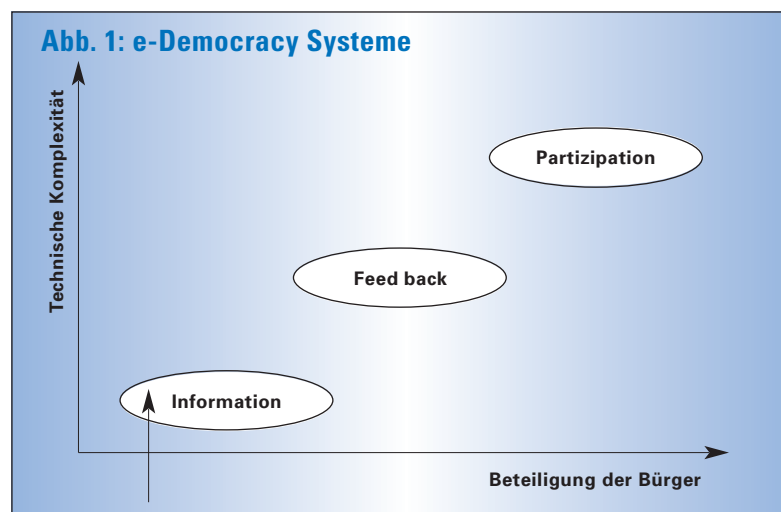 Abb. 1: e-Democracy Systeme
Technische Komplexität
Partizipation
Feed back
Information
Beteiligung der Bürger